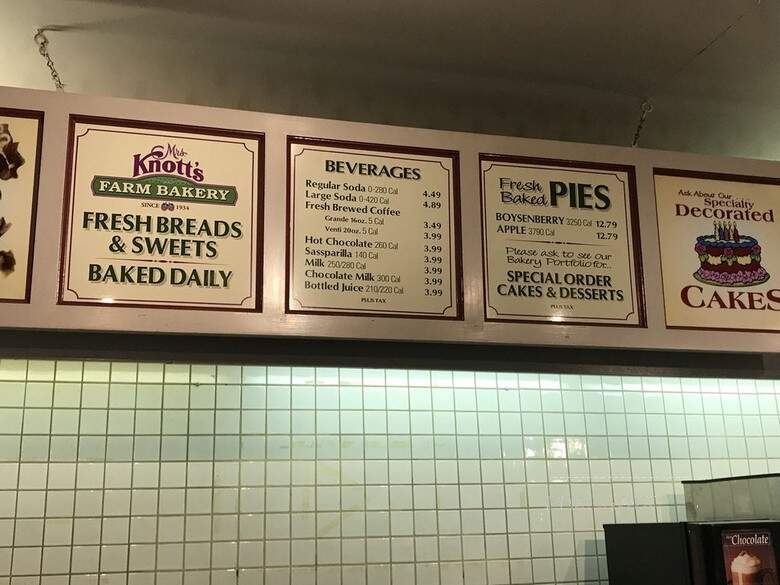 Mrs.
Knott's
FARM BAKERY
SINCE 1934
FRESH BREADS
& SWEETS
BAKED DAILY
BEVERAGES
Regular Soda 0-280 Cal 4.49
Large Soda 0-420 Cal 4.89
Fresh Brewed Coffee
Grande 16oz. 5 Cal 3.49
Venti 20oz. 5 Cal 3.99
Hot Chocolate 260 Cal 3.99
Sassparilla 140 Cal 3.99
Milk 250/280 Cal 3.99
Chocolate Milk 300 Cal 3.99
Bottled Juice 210/220 Cal 3.99
PLUS TAX
Fresh
Baked PIES
BOYSENBERRY 3250 Cal 12.79
APPLE 3790 Cal 12.79
Please ask to see our
Bakery Portfolio for...
SPECIAL ORDER
CAKES & DESSERTS
PLUS TAX
Ask About Our
Specialty
Decorated
CAKES
Chocolate